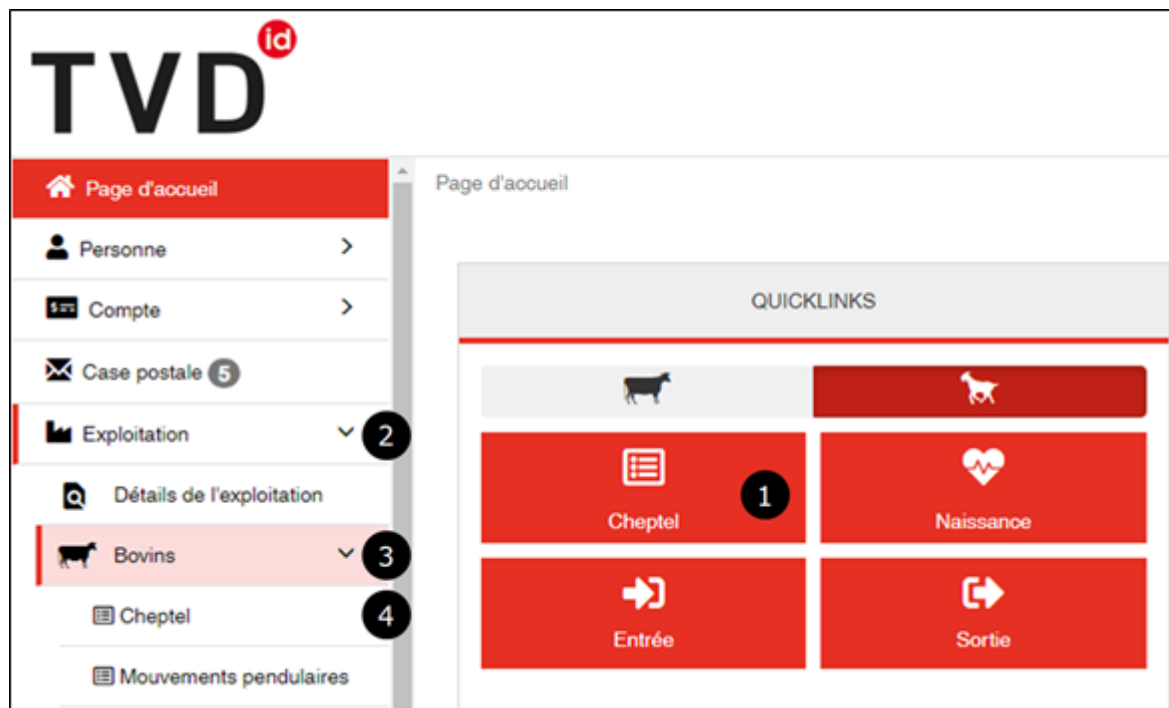 TVD id
Page d'accueil
Page d'accueil
Personne
Compte
Case postale 5
Exploitation 2
Détails de l'exploitation
Bovins 3
Cheptel 4
Mouvements pendulaires
QUICKLINKS
Cheptel 1
Naissance
Entrée
Sortie